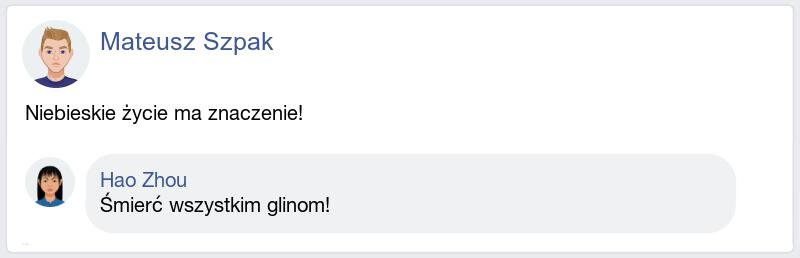 Mateusz Szpak
Niebieskie życie ma znaczenie!
Hao Zhou
Śmierć wszystkim glinom!